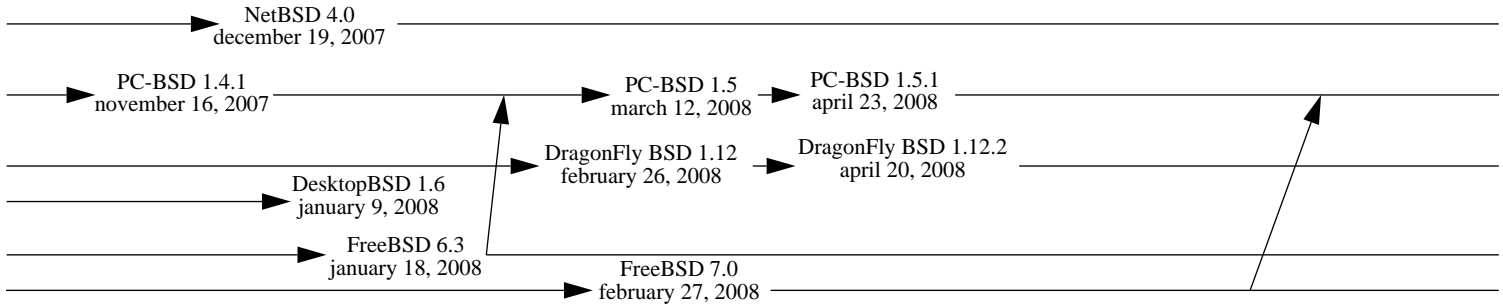 NetBSD 4.0
december 19, 2007
PC-BSD 1.4.1
november 16, 2007
PC-BSD 1.5
march 12, 2008
PC-BSD 1.5.1
april 23, 2008
DragonFly BSD 1.12
february 26, 2008
DragonFly BSD 1.12.2
april 20, 2008
DesktopBSD 1.6
january 9, 2008
FreeBSD 6.3
january 18, 2008
FreeBSD 7.0
february 27, 2008